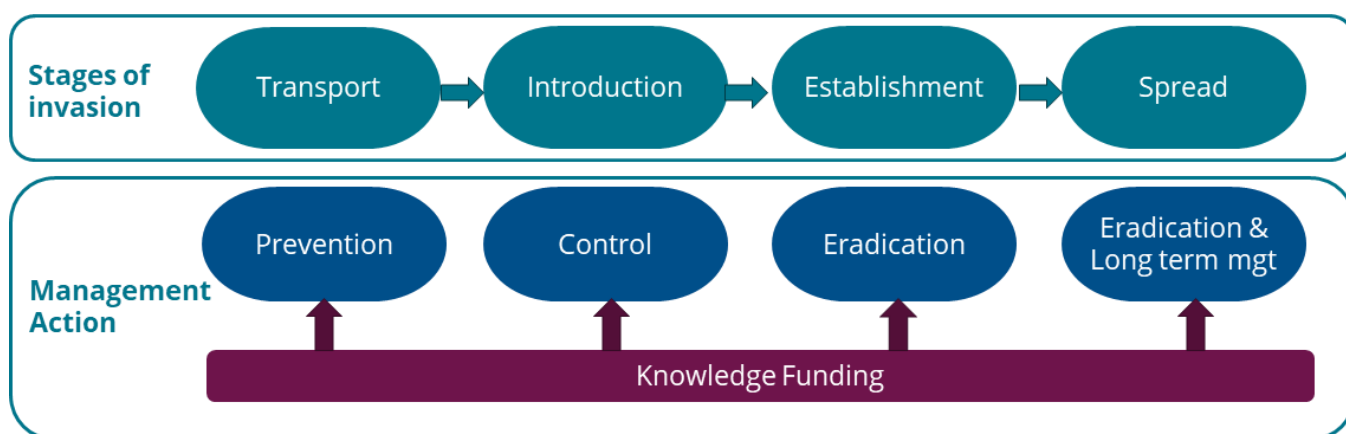 Stages of
invasion
Transport
Introduction
Establishment
Spread
Management
Action
Prevention
Control
Eradication
Eradication &
Long term mgt
Knowledge Funding